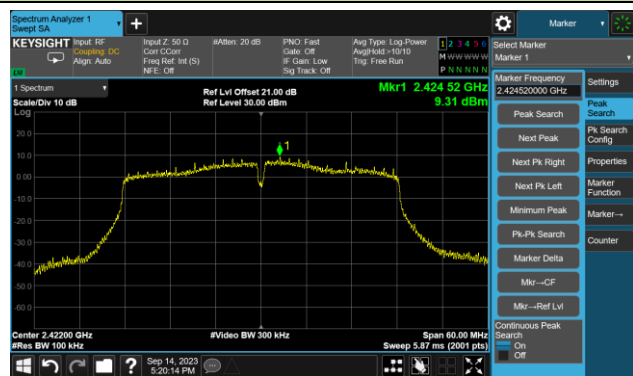 Spectrum Analyzer 1
Swept SA
Marker
KEYSIGHT
Input: RF
Coupling: DC
Align: Auto
Input Z: 50 Ω
Corr CCorr
Freq Ref: Int (S)
NFE: Off
#Atten: 20 dB
PNO: Fast
Gate: Off
IF Gain: Low
Sig Track: Off
Avg Type: Log-Power
Avg|Hold:>10/10
Trig: Free Run
1 2 3 4 5 6
M W W W W W
P N N N N N
LXI
Select Marker
Marker 1
1 Spectrum
Scale/Div 10 dB
Log
Ref Lvl Offset 21.00 dB
Ref Level 30.00 dBm
Mkr1 2.424 52 GHz
9.31 dBm
1
20.0
10.0
0.00
-10.0
-20.0
-30.0
-40.0
-50.0
-60.0
Center 2.42200 GHz
#Res BW 100 kHz
#Video BW 300 kHz
Span 60.00 MHz
Sweep 5.87 ms (2001 pts)
Marker Frequency
2.424520000 GHz
Peak Search
Next Peak
Next Pk Right
Next Pk Left
Minimum Peak
Pk-Pk Search
Marker Delta
Mkr→CF
Mkr→Ref Lvl
Continuous Peak
Search
On
Off
Settings
Peak
Search
Pk Search
Config
Properties
Marker
Function
Marker→
Counter
Sep 14, 2023
5:20:14 PM